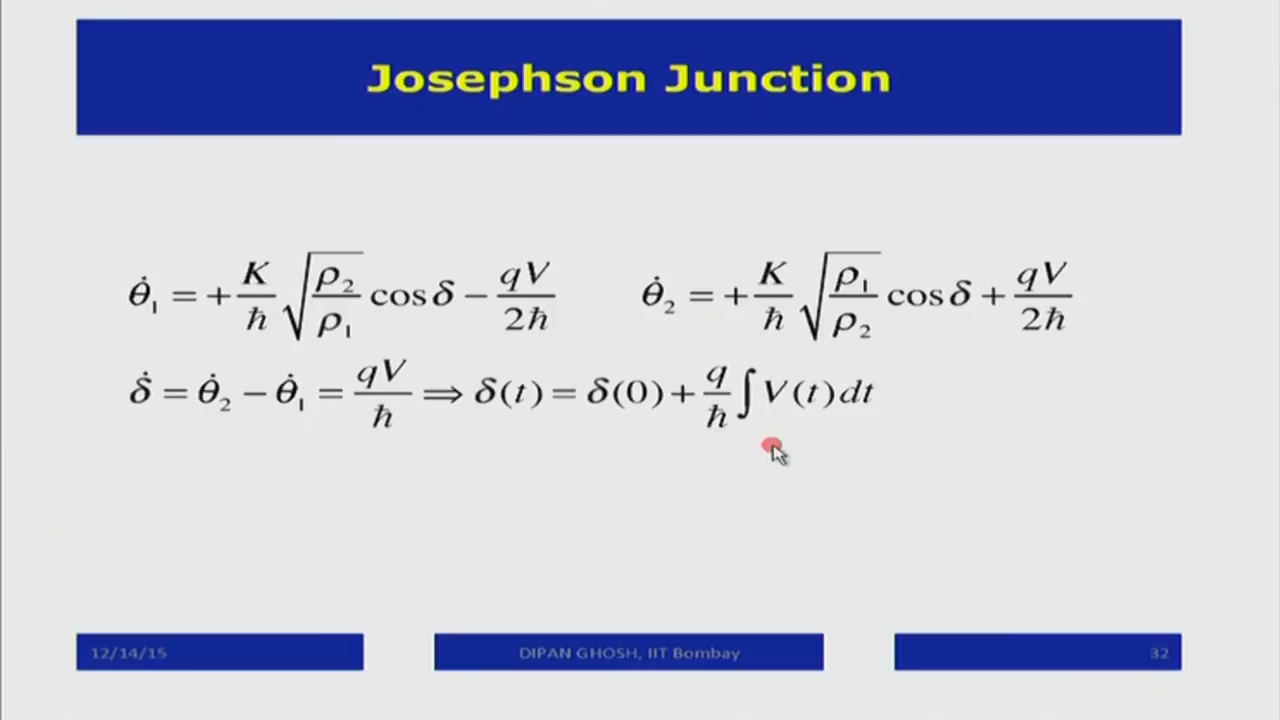 Josephson Junction
θ̇₁ = +K/ħ √(ρ₂/ρ₁) cos δ − qV/2ħ    θ̇₂ = +K/ħ √(ρ₁/ρ₂) cos δ + qV/2ħ
δ̇ = θ̇₂ − θ̇₁ = qV/ħ ⟹ δ(t) = δ(0) + q/ħ ∫V(t)dt
12/14/15 DIPAN GHOSH, IIT Bombay 32